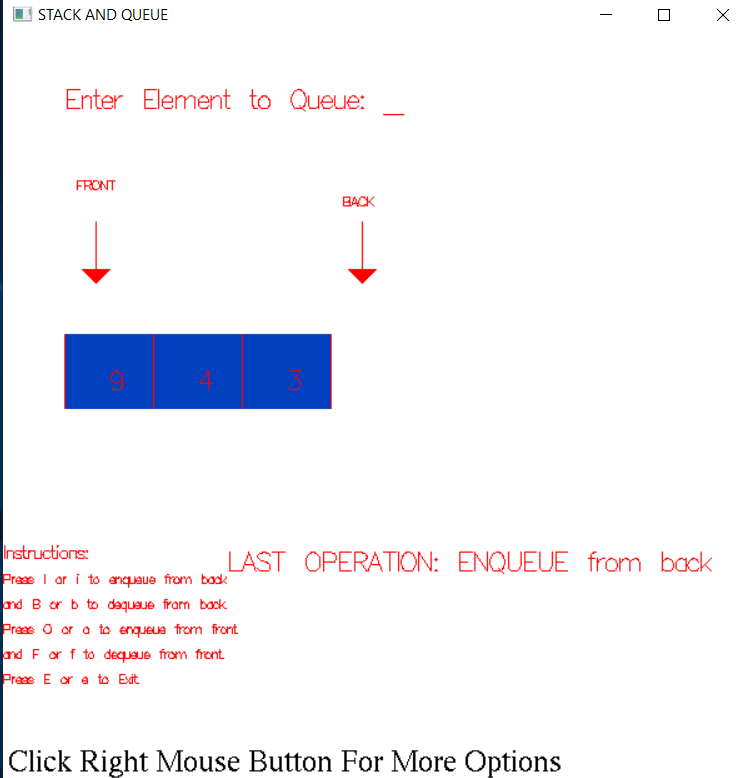 STACK AND QUEUE
Enter Element to Queue: _
FRONT
BACK
9 4 3
Instructions:
LAST OPERATION: ENQUEUE from back
Press I or i to enqueue from back
and B or b to dequeue from back.
Press O or o to enqueue from front
and F or f to dequeue from front.
Press E or e to Exit.
Click Right Mouse Button For More Options